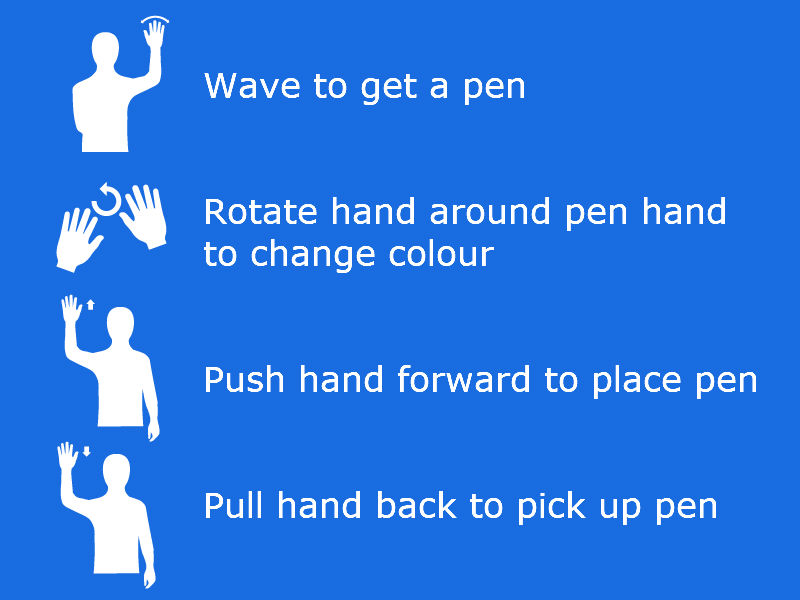 Wave to get a pen
Rotate hand around pen hand
to change colour
Push hand forward to place pen
Pull hand back to pick up pen